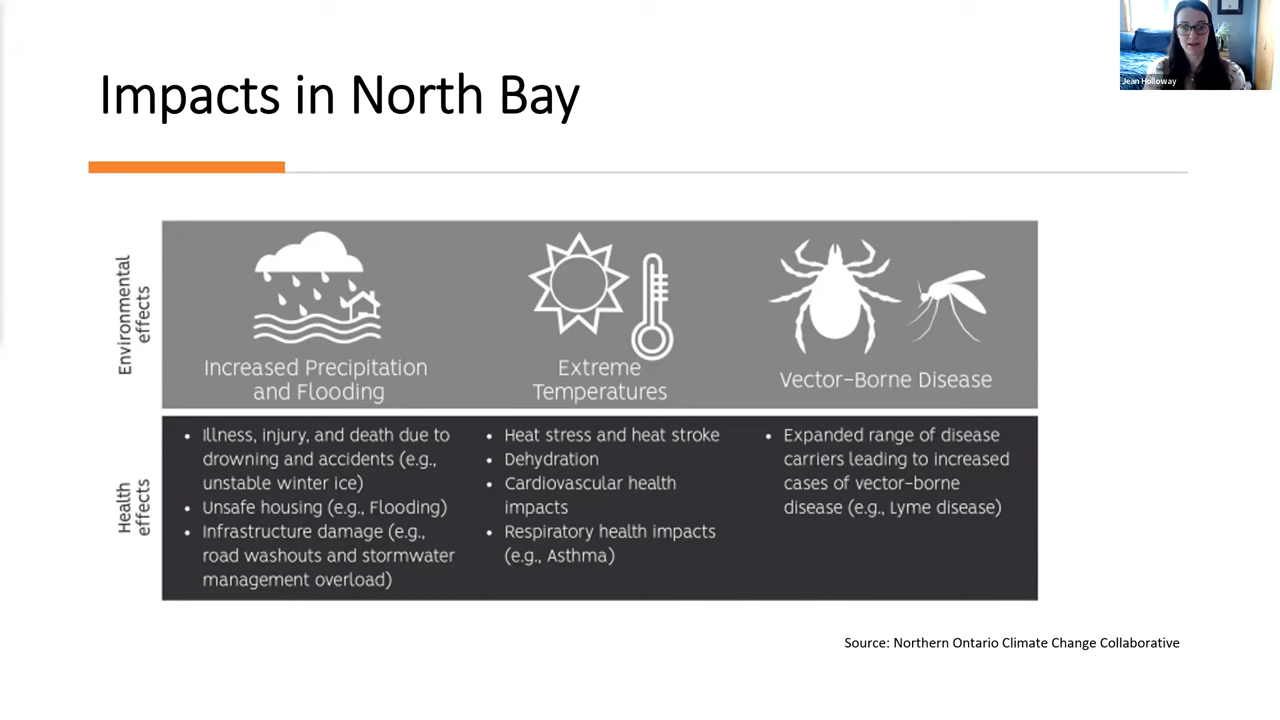 Impacts in North Bay
Jean Holloway
Environmental
effects
Increased Precipitation
and Flooding
Extreme
Temperatures
Vector-Borne Disease
Health
effects
• Illness, injury, and death due to
drowning and accidents (e.g.,
unstable winter ice)
• Unsafe housing (e.g., Flooding)
• Infrastructure damage (e.g.,
road washouts and stormwater
management overload)
• Heat stress and heat stroke
• Dehydration
• Cardiovascular health
impacts
• Respiratory health impacts
(e.g., Asthma)
• Expanded range of disease
carriers leading to increased
cases of vector-borne
disease (e.g., Lyme disease)
Source: Northern Ontario Climate Change Collaborative